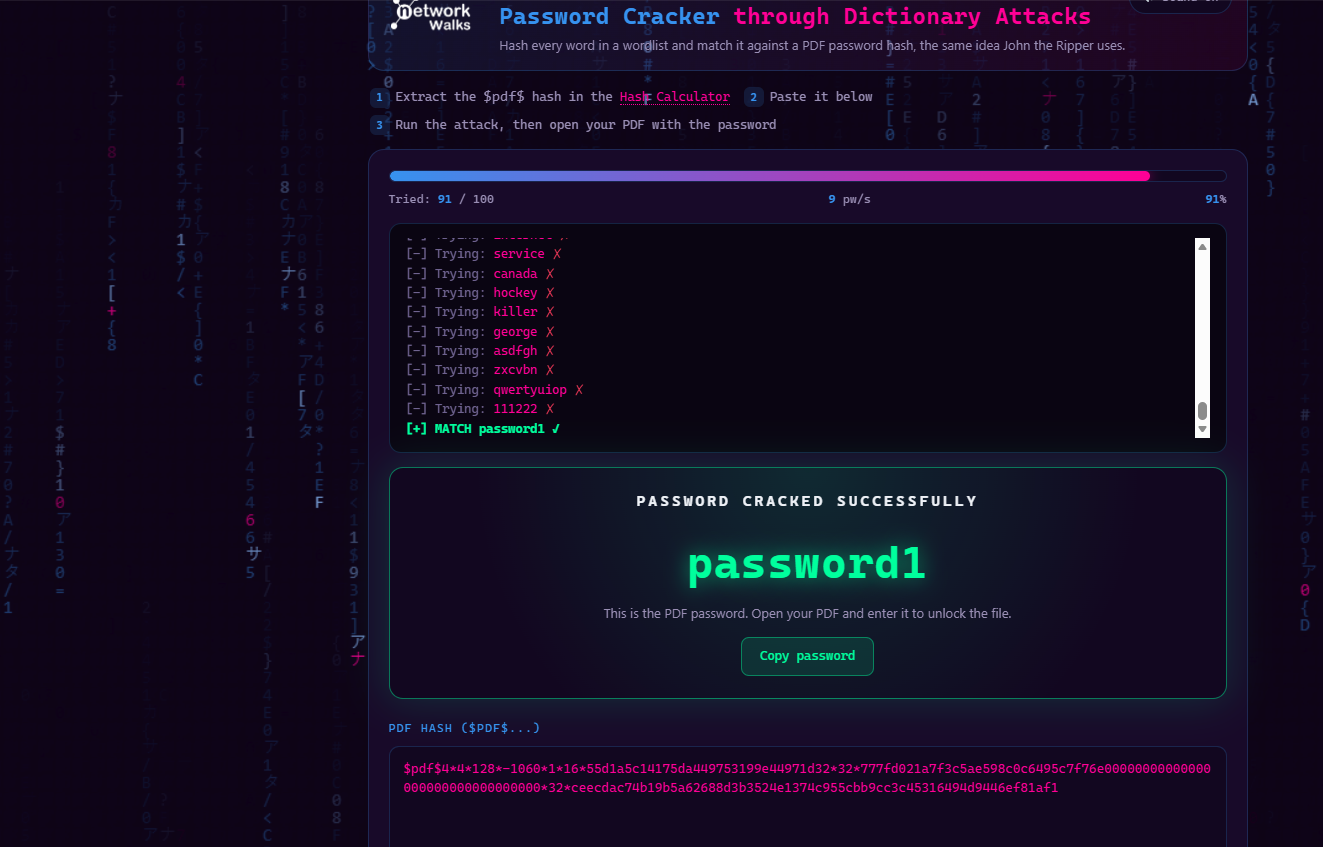 network
Walks
Password Cracker through Dictionary Attacks
Hash every word in a wordlist and match it against a PDF password hash, the same idea John the Ripper uses.
1 Extract the $pdf$ hash in the Hash Calculator 2 Paste it below
3 Run the attack, then open your PDF with the password
Tried: 91 / 100 9 pw/s 91%
[-] Trying: service ✗
[-] Trying: canada ✗
[-] Trying: hockey ✗
[-] Trying: killer ✗
[-] Trying: george ✗
[-] Trying: asdfgh ✗
[-] Trying: zxcvbn ✗
[-] Trying: qwertyuiop ✗
[-] Trying: 111222 ✗
[+] MATCH password1 ✓
PASSWORD CRACKED SUCCESSFULLY
password1
This is the PDF password. Open your PDF and enter it to unlock the file.
Copy password
PDF HASH ($PDF$...)
$pdf$4*4*128*-1060*1*16*55d1a5c14175da449753199e44971d32*32*777fd021a7f3c5ae598c0c6495c7f76e00000000000000
000000000000000000*32*ceecdac74b19b5a62688d3b3524e1374c955cbb9cc3c45316494d9446ef81af1